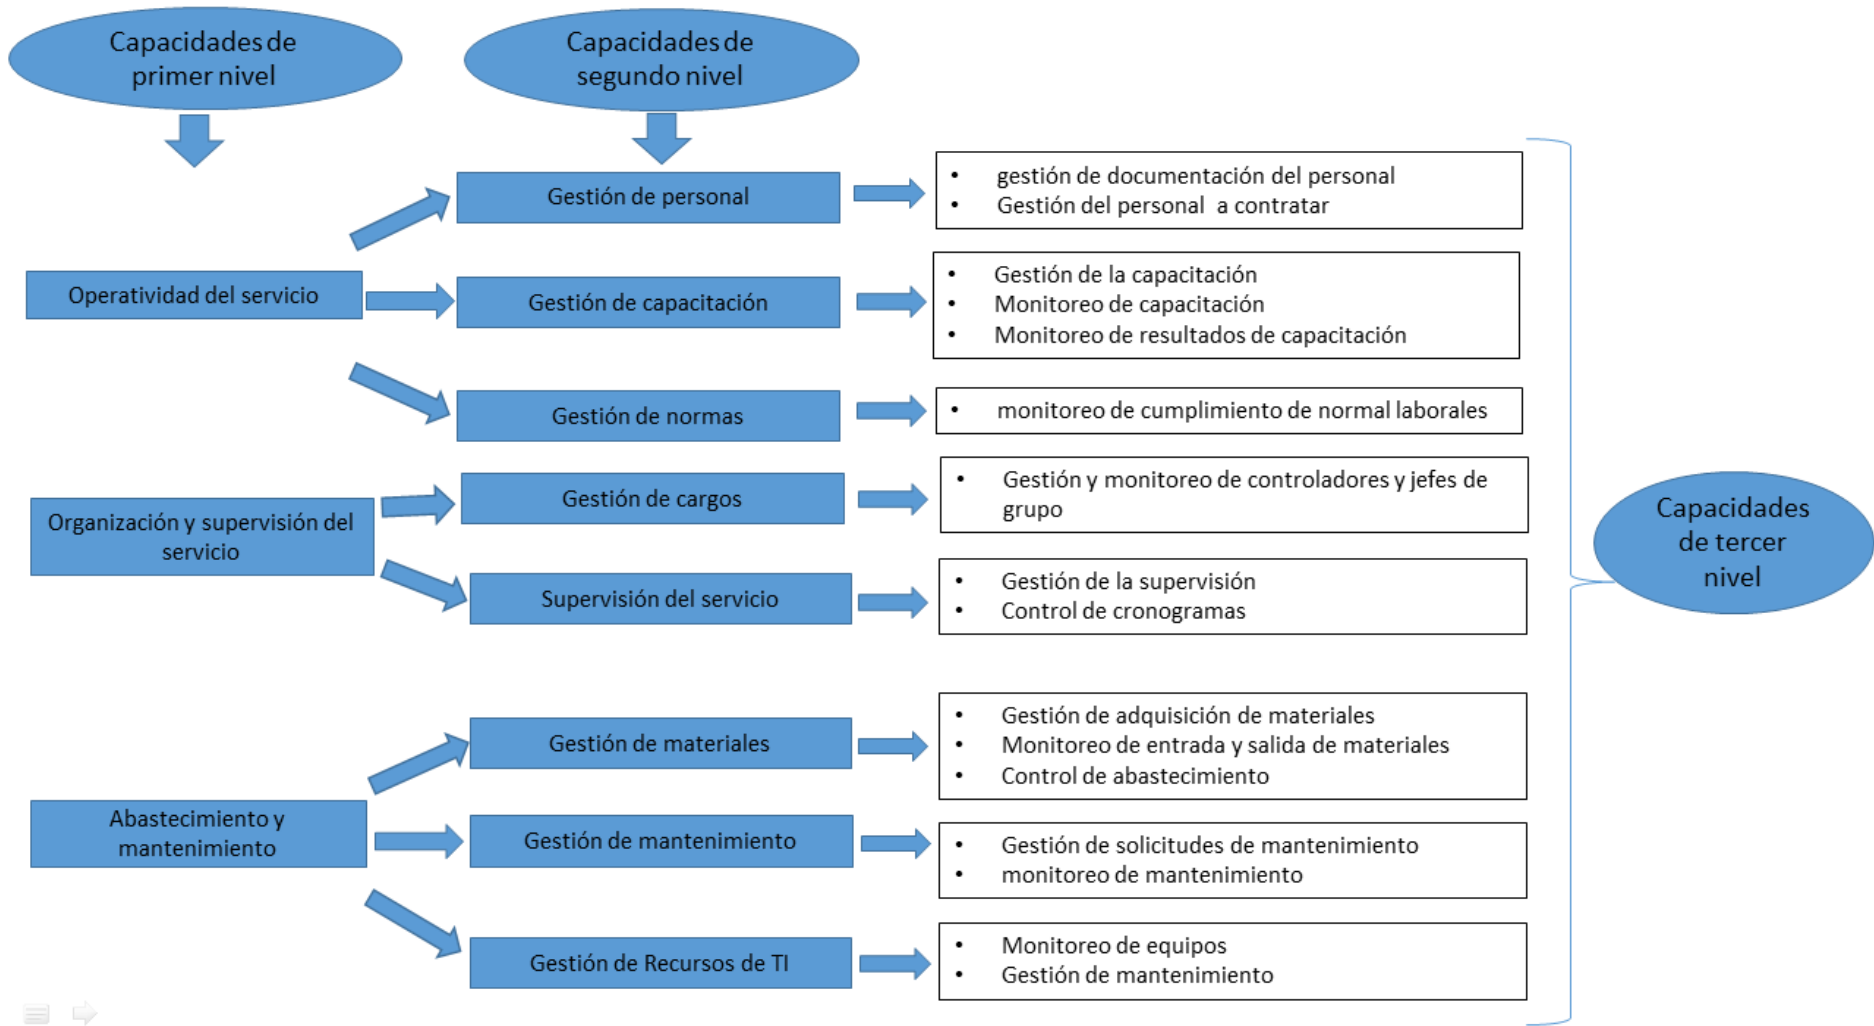 Capacidades de
primer nivel
Capacidades de
segundo nivel
Gestión de personal
• gestión de documentación del personal
• Gestión del personal a contratar
Operatividad del servicio
Gestión de capacitación
• Gestión de la capacitación
• Monitoreo de capacitación
• Monitoreo de resultados de capacitación
Gestión de normas
• monitoreo de cumplimiento de normal laborales
Organización y supervisión del
servicio
Gestión de cargos
• Gestión y monitoreo de controladores y jefes de
grupo
Supervisión del servicio
• Gestión de la supervisión
• Control de cronogramas
Capacidades
de tercer
nivel
Gestión de materiales
• Gestión de adquisición de materiales
• Monitoreo de entrada y salida de materiales
• Control de abastecimiento
Abastecimiento y
mantenimiento
Gestión de mantenimiento
• Gestión de solicitudes de mantenimiento
• monitoreo de mantenimiento
Gestión de Recursos de TI
• Monitoreo de equipos
• Gestión de mantenimiento